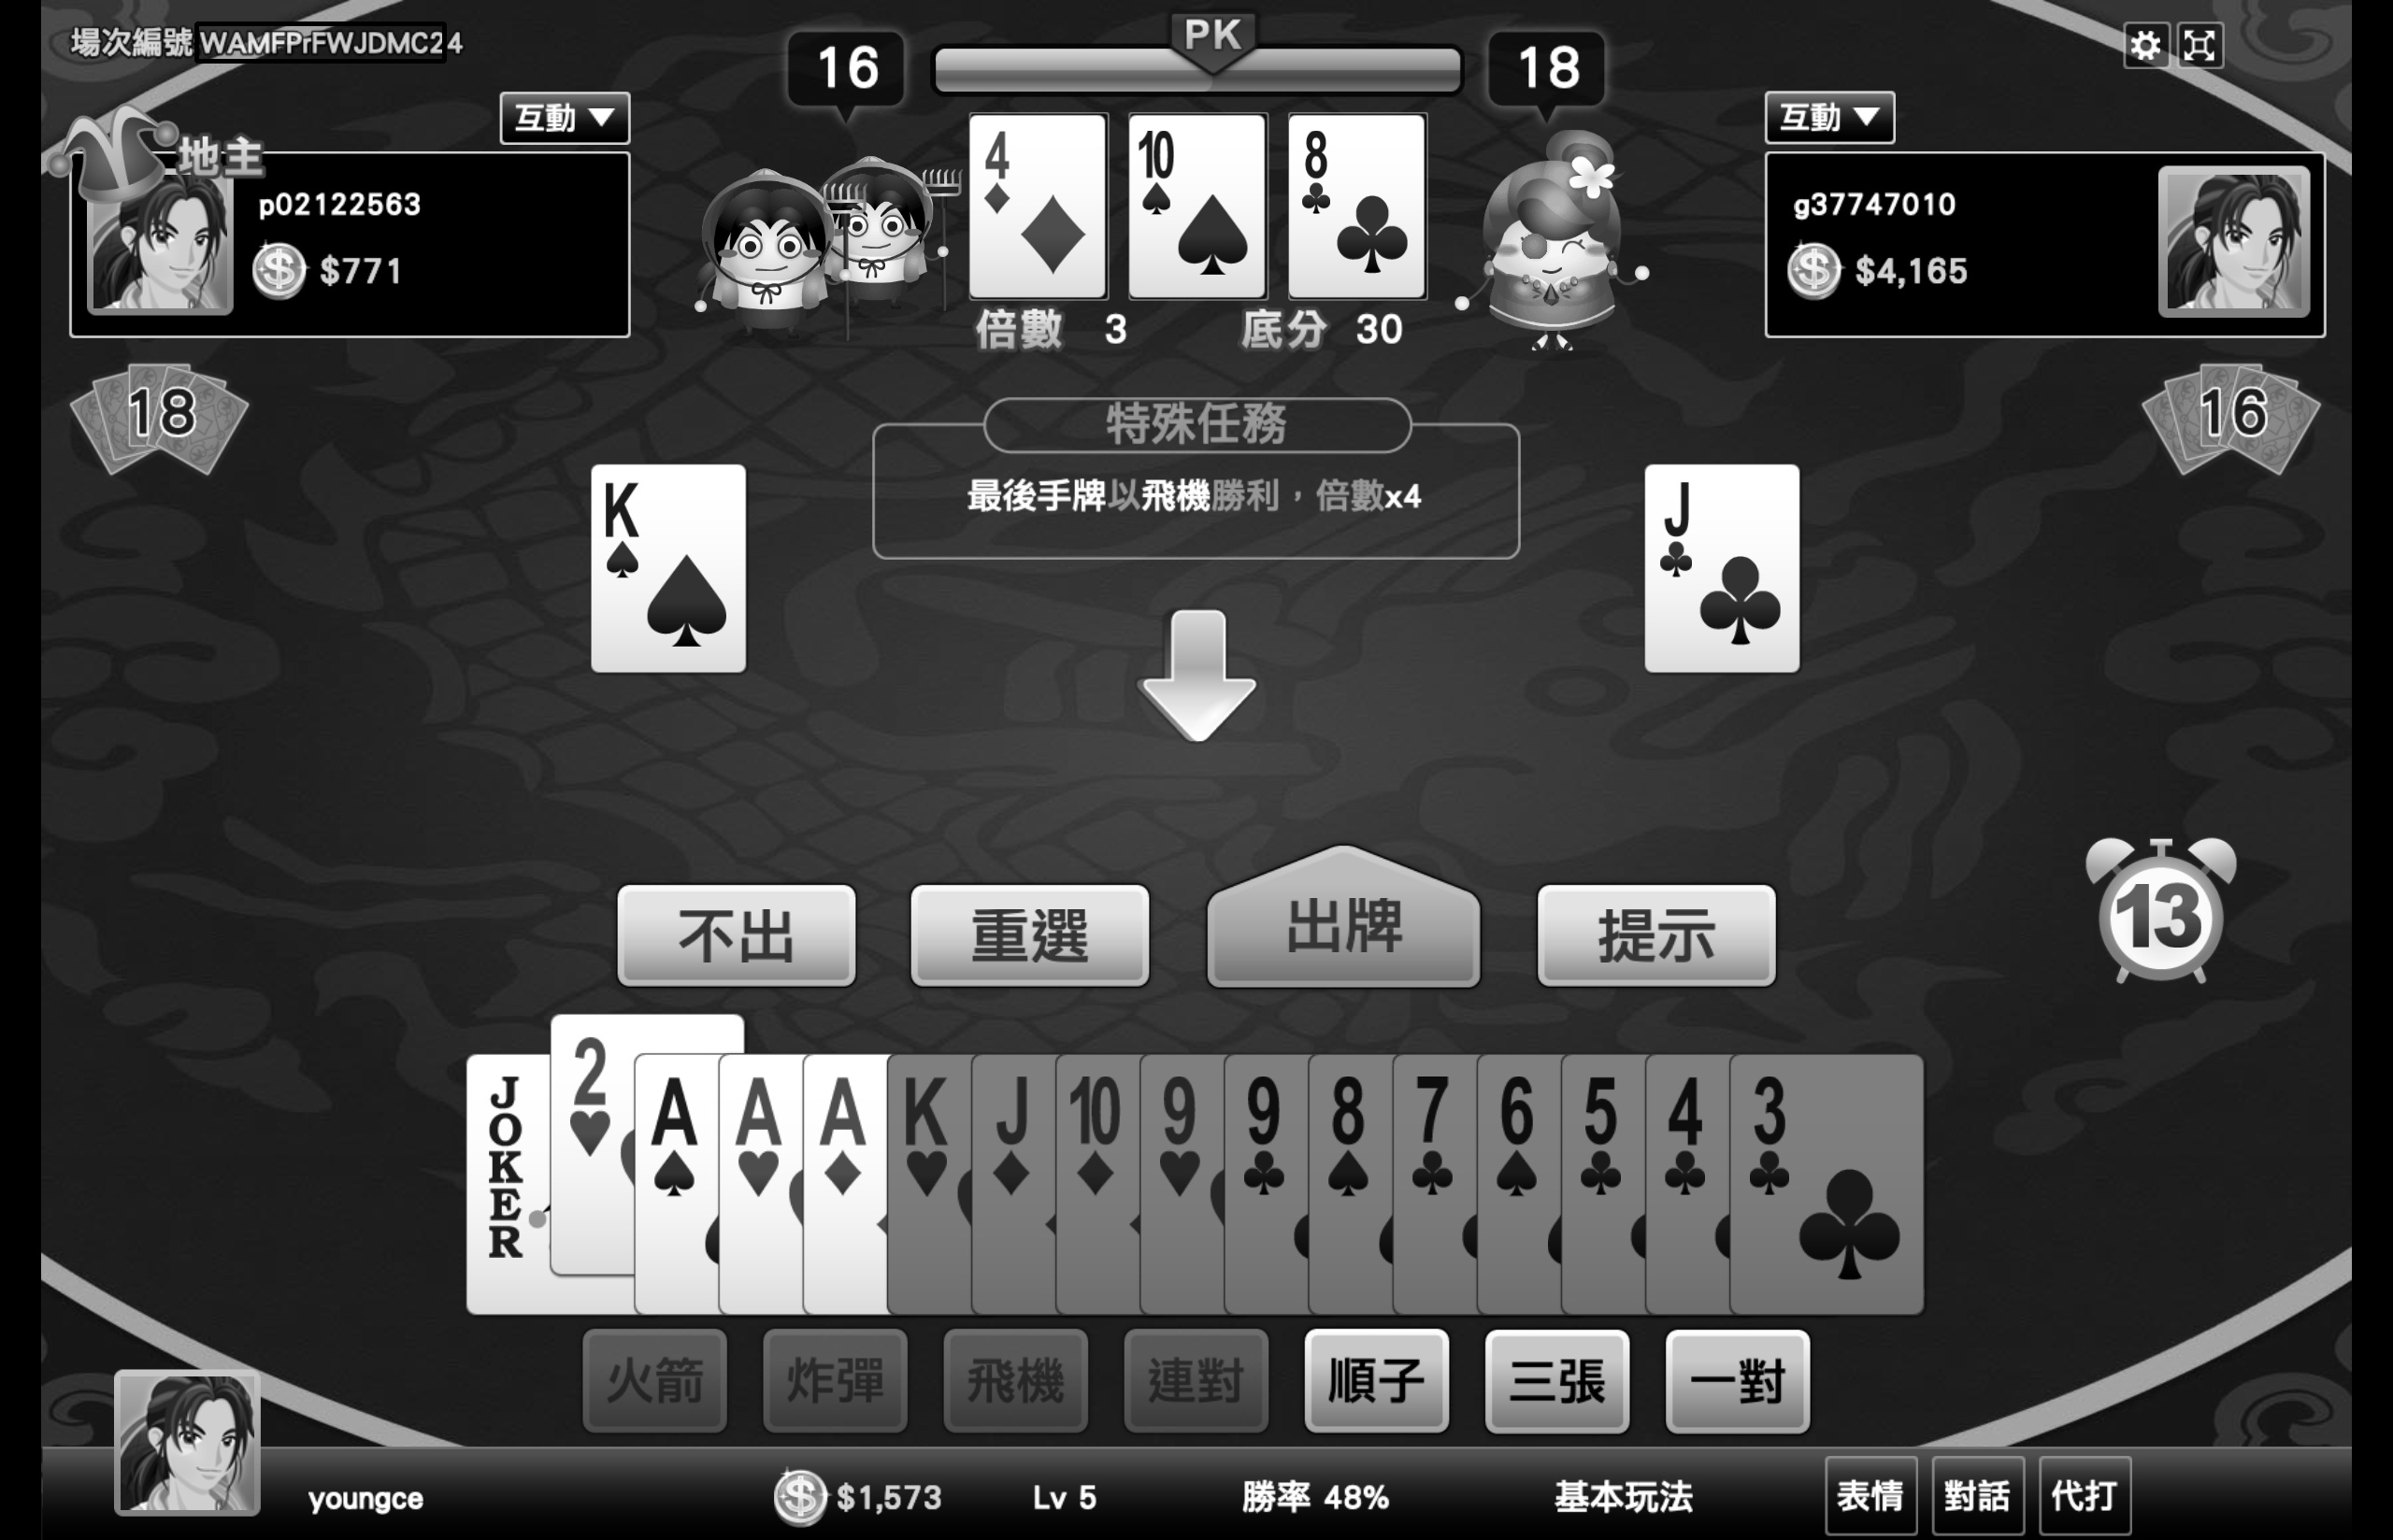 場次編號 WAMFPrFWJDMC24
PK
16
18
互動 ▼
互動 ▼
地主
p02122563
$771
g37747010
$4,165
4
10
8
倍數 3
底分 30
18
16
特殊任務
最後手牌以飛機勝利，倍數x4
K
J
不出
重選
出牌
提示
13
JOKER
2
A
A
A
K
J
10
9
9
8
7
6
5
4
3
火箭
炸彈
飛機
連對
順子
三張
一對
youngce
$1,573
Lv 5
勝率 48%
基本玩法
表情
對話
代打